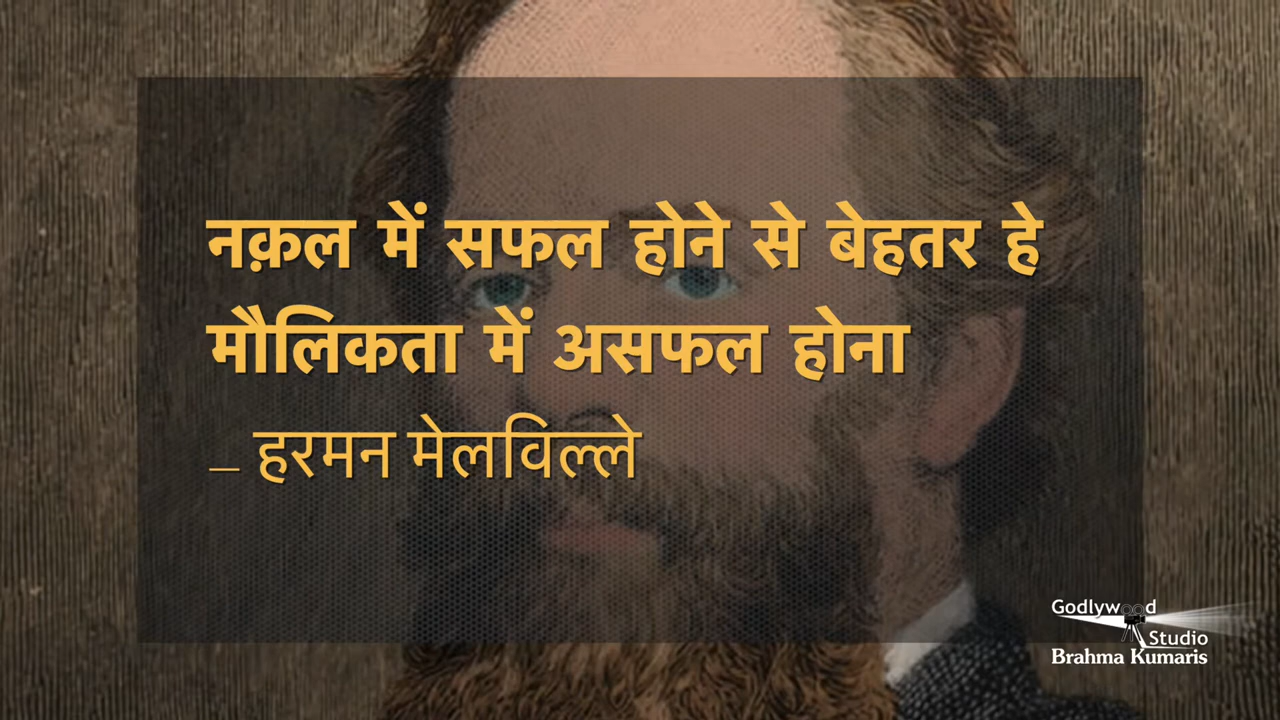 नक़ल में सफल होने से बेहतर हे
मौलिकता में असफल होना
– हरमन मेलविल्ले
Godlywood
Studio
Brahma Kumaris